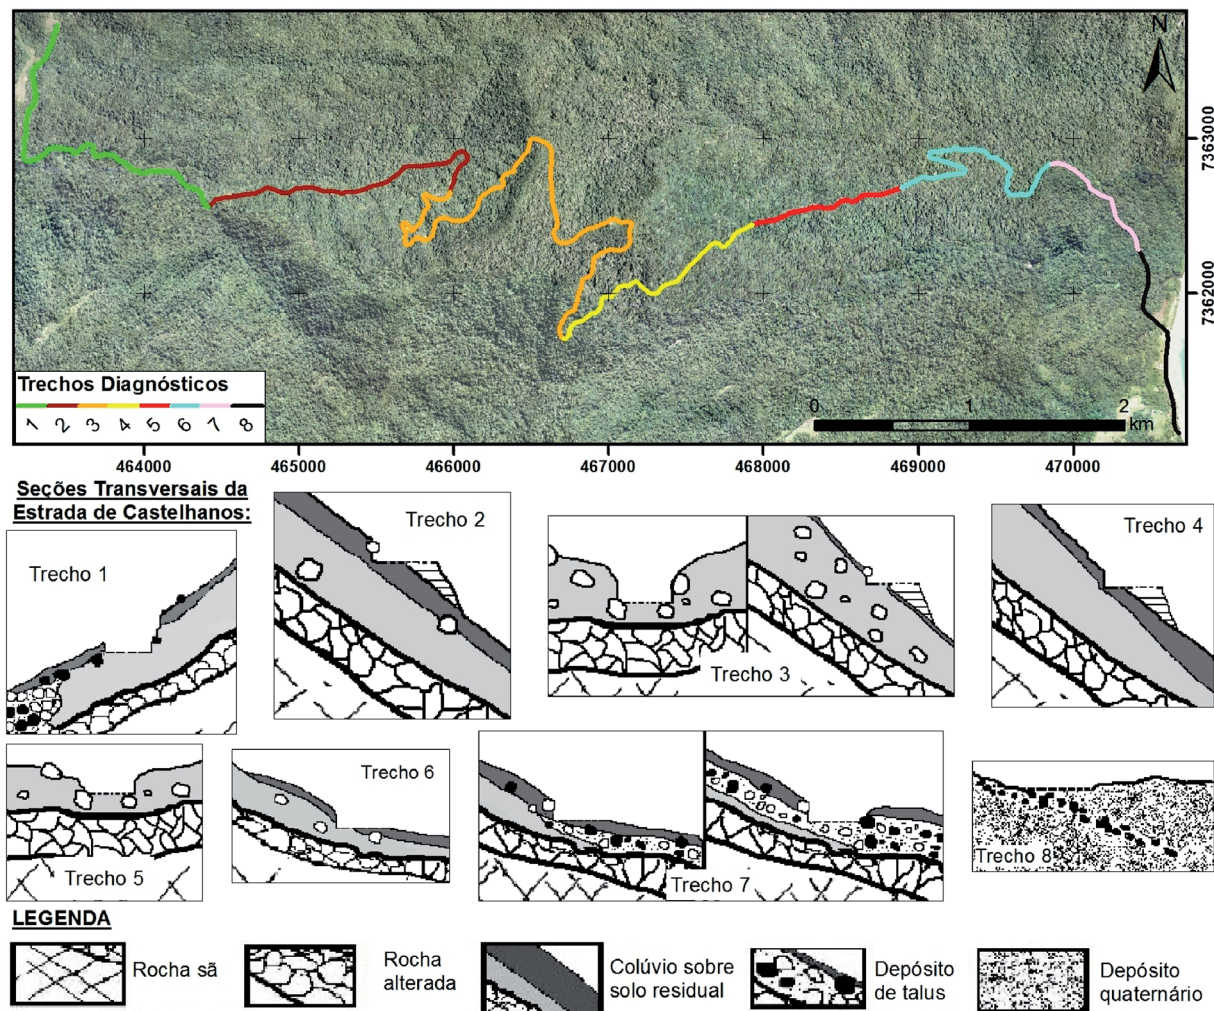 N
7363000
7362000
Trechos Diagnósticos
1 2 3 4 5 6 7 8
0 1 2
km
464000 465000 466000 467000 468000 469000 470000
Seções Transversais da
Estrada de Castelhanos:
Trecho 1
Trecho 2
Trecho 3
Trecho 4
Trecho 5
Trecho 6
Trecho 7
Trecho 8
LEGENDA
Rocha sã
Rocha
alterada
Colúvio sobre
solo residual
Depósito
de talus
Depósito
quaternário